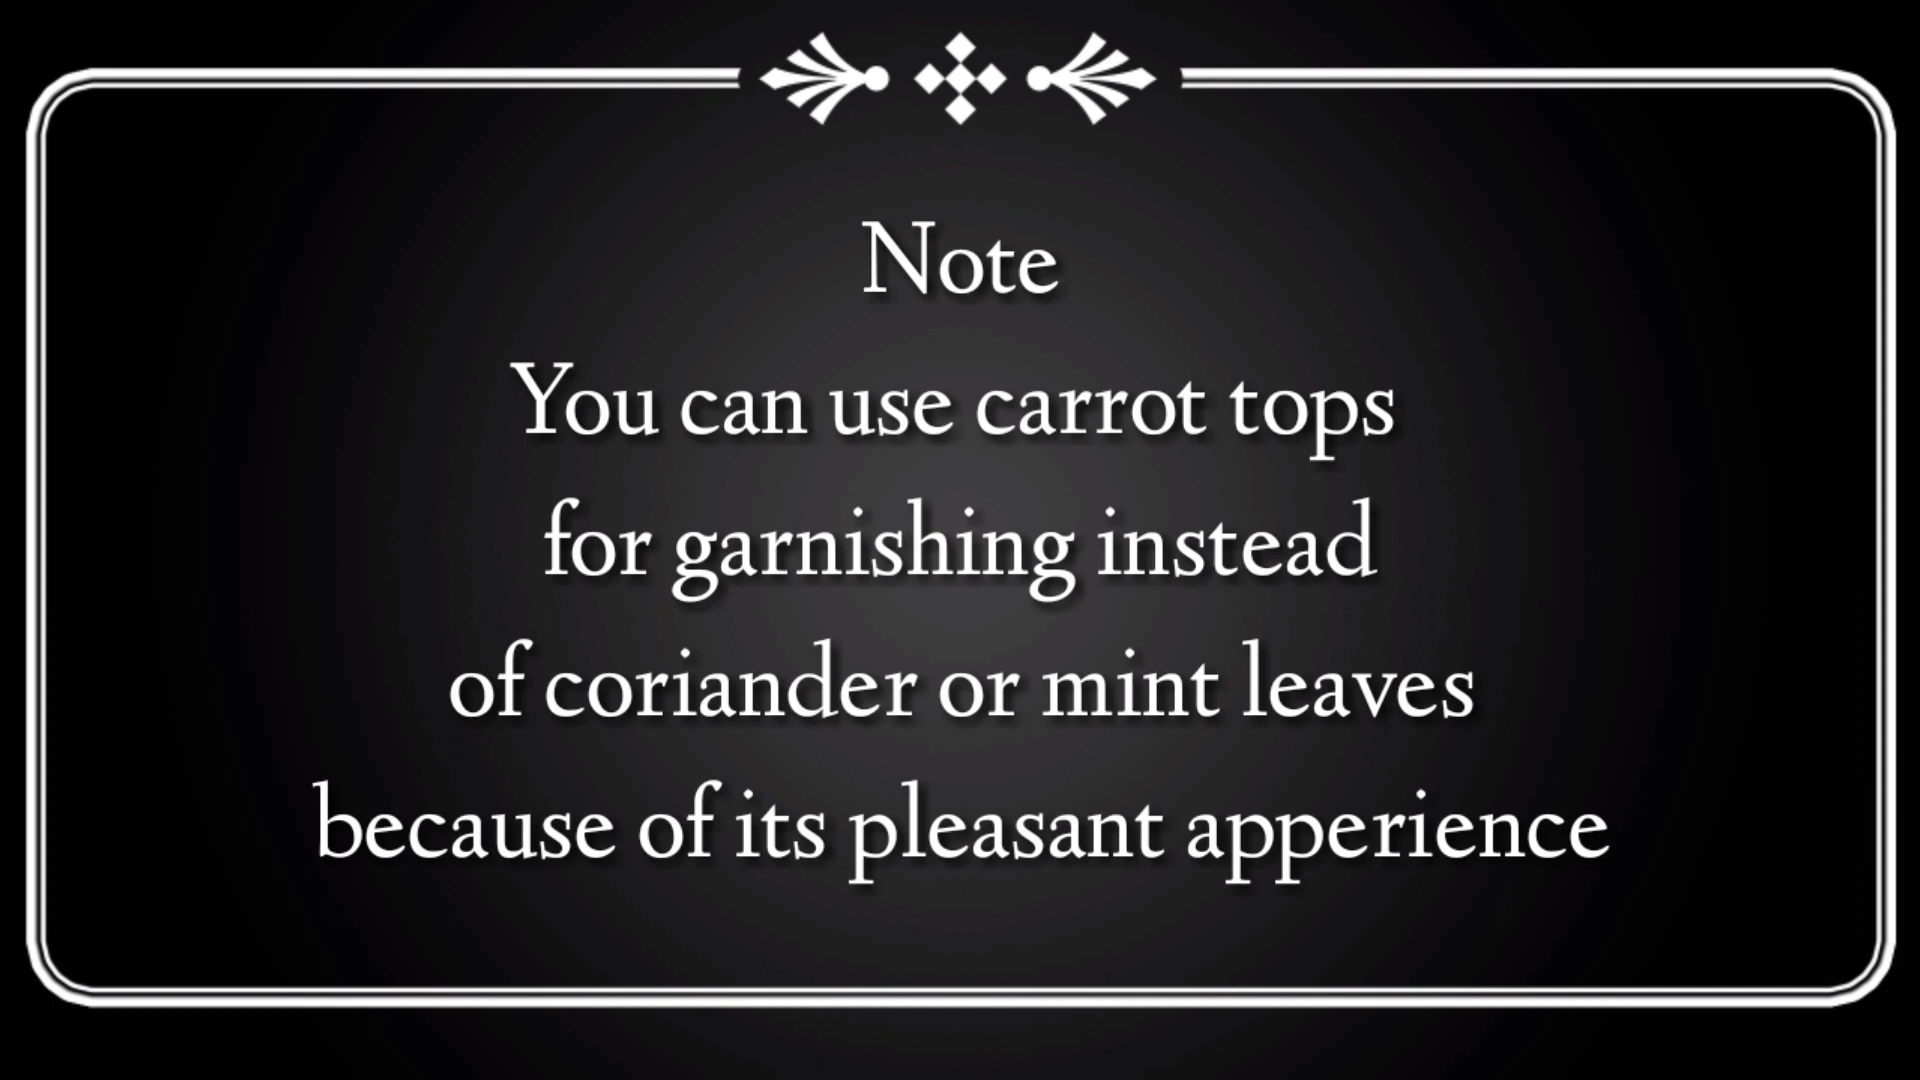 Note
You can use carrot tops
for garnishing instead
of coriander or mint leaves
because of its pleasant apperience